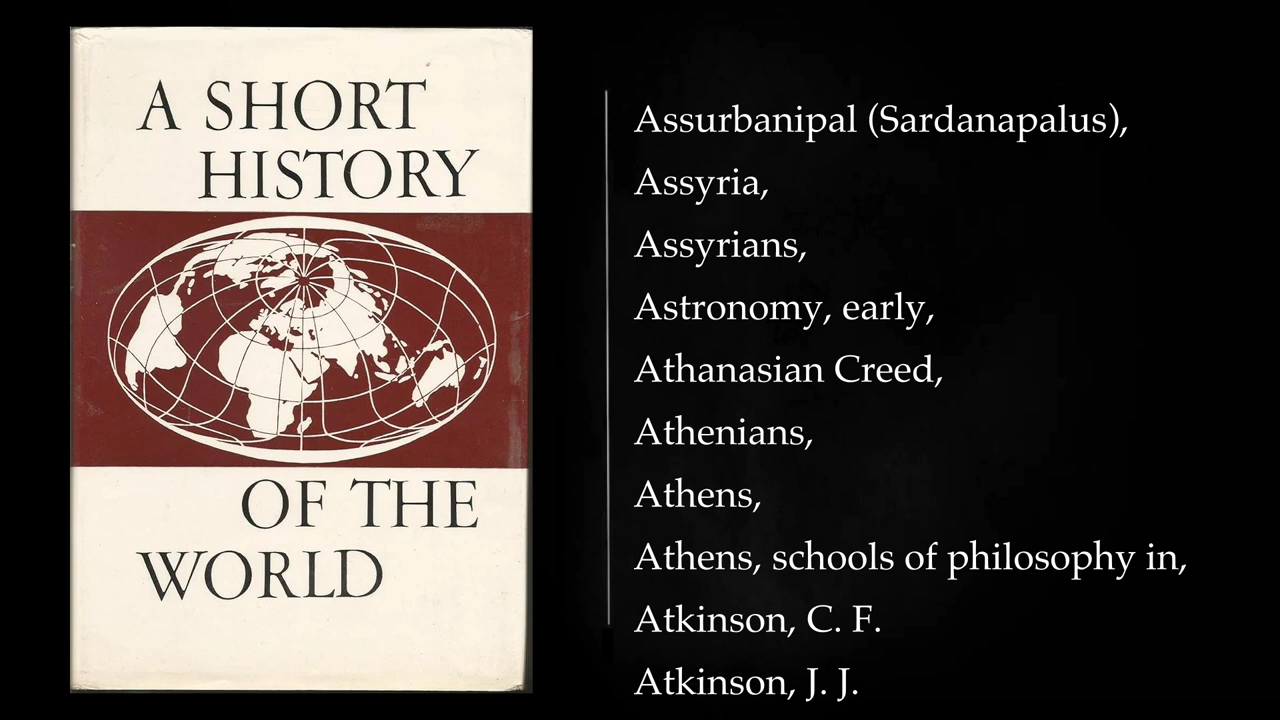 A SHORT
HISTORY
OF THE
WORLD
Assurbanipal (Sardanapalus),
Assyria,
Assyrians,
Astronomy, early,
Athanasian Creed,
Athenians,
Athens,
Athens, schools of philosophy in,
Atkinson, C. F.
Atkinson, J. J.